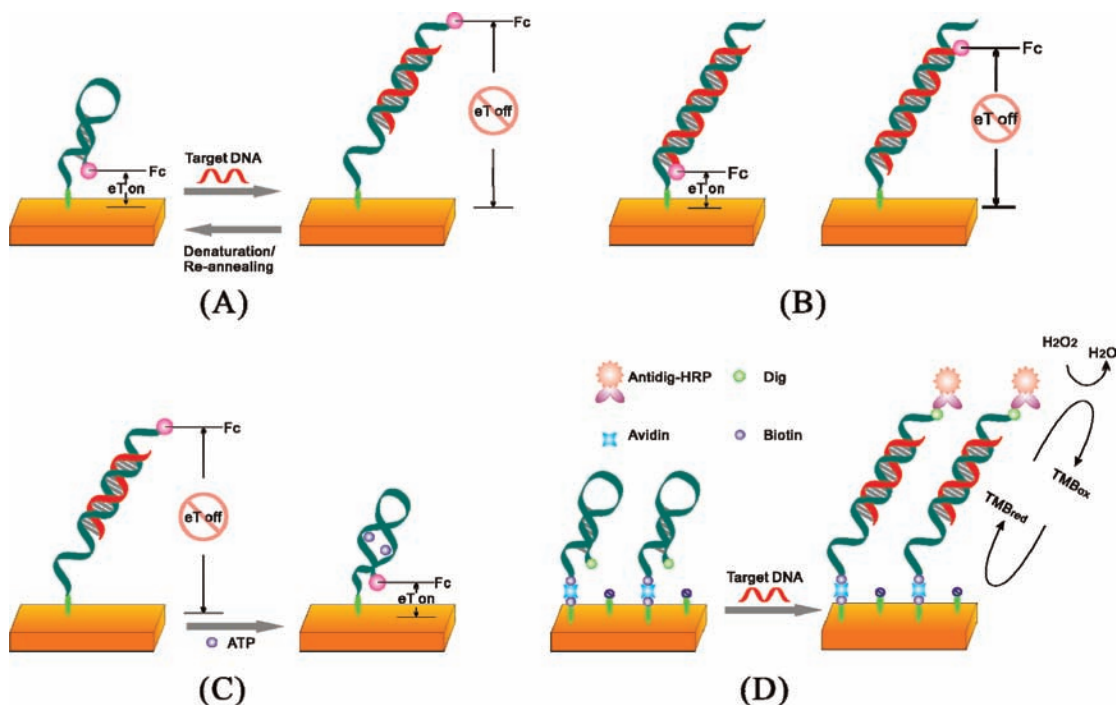 Fc
eT off
Fc
eT on
Target DNA
Denaturation/
Re-annealing
(A)
Fc
eT on
Fc
eT off
(B)
Fc
eT off
ATP
Fc
eT on
(C)
Antidig-HRP
Dig
Avidin
Biotin
Target DNA
H2O2
H2O
TMBox
TMBred
(D)